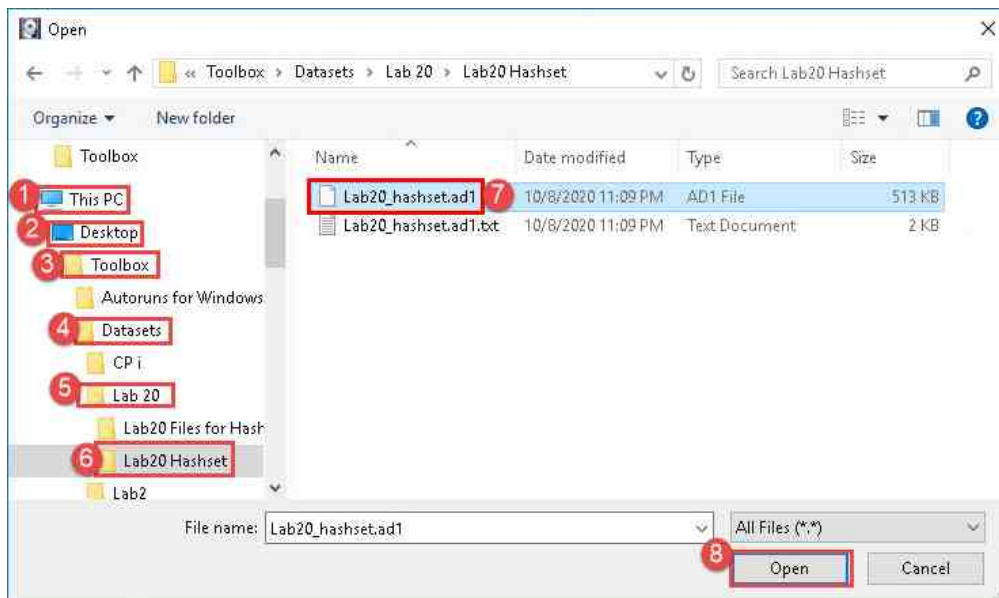 Open
« Toolbox > Datasets > Lab 20 > Lab20 Hashset
Search Lab20 Hashset
Organize
New folder
?
Toolbox
1 This PC
2 Desktop
3 Toolbox
Autoruns for Windows
4 Datasets
CP i
5 Lab 20
Lab20 Files for Hash
6 Lab20 Hashset
Lab2
Name Date modified Type Size
Lab20_hashset.ad1 7 10/8/2020 11:09 PM AD1 File 513 KB
Lab20_hashset.ad1.txt 10/8/2020 11:09 PM Text Document 2 KB
File name: Lab20_hashset.ad1
All Files (*.*)
8 Open
Cancel